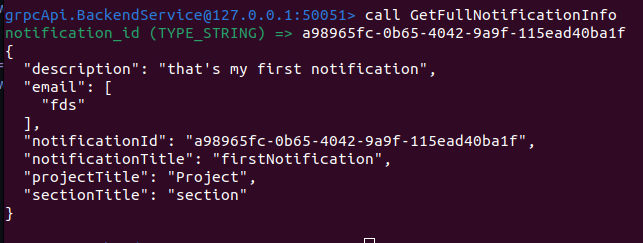 grpcApi.BackendService@127.0.0.1:50051> call GetFullNotificationInfo
notification_id (TYPE_STRING) => a98965fc-0b65-4042-9a9f-115ead40ba1f
{
  "description": "that's my first notification",
  "email": [
    "fds"
  ],
  "notificationId": "a98965fc-0b65-4042-9a9f-115ead40ba1f",
  "notificationTitle": "firstNotification",
  "projectTitle": "Project",
  "sectionTitle": "section"
}